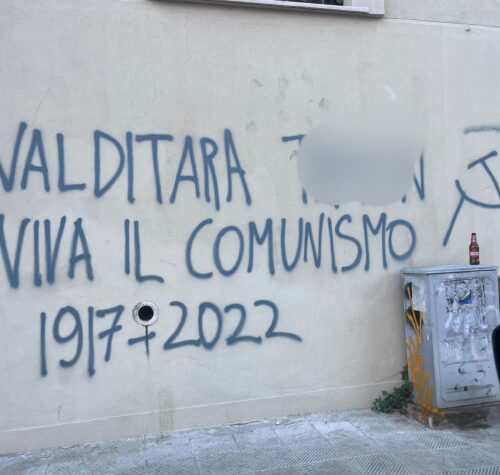 VALDITARA
VIVA IL COMUNISMO
1917-2022